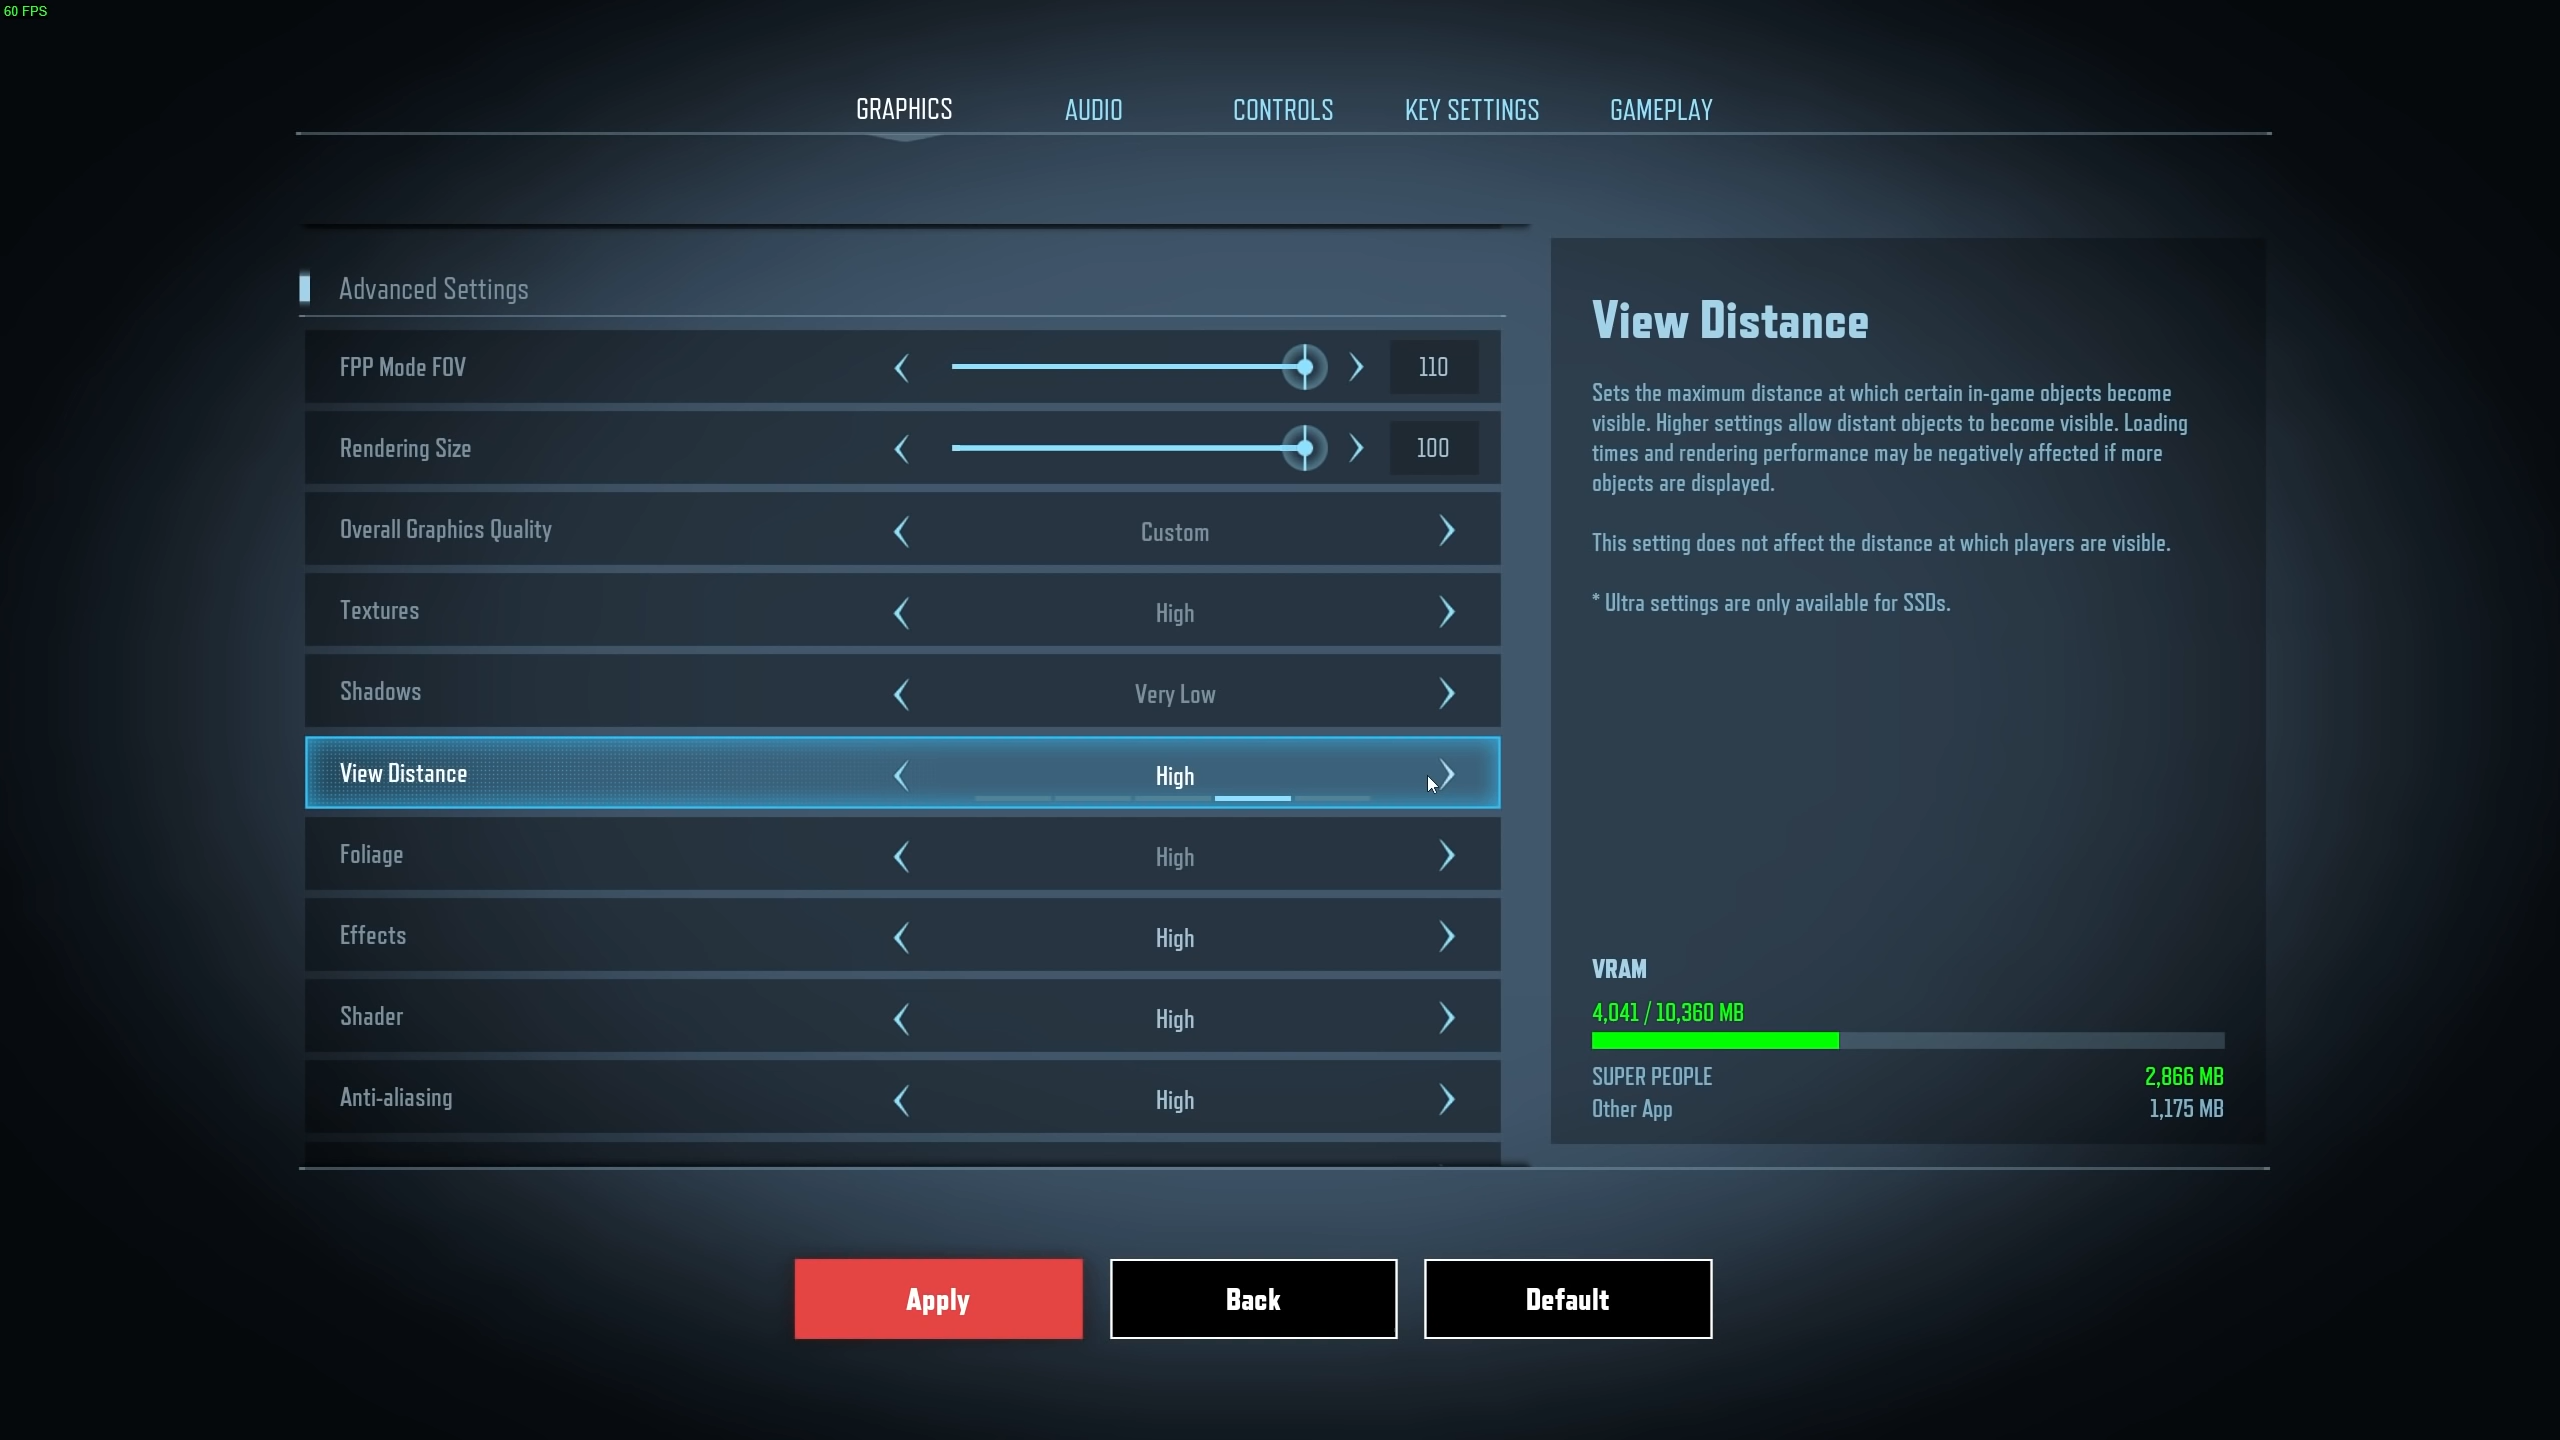 60 FPS
GRAPHICS AUDIO CONTROLS KEY SETTINGS GAMEPLAY
Advanced Settings
FPP Mode FOV 110
Rendering Size 100
Overall Graphics Quality Custom
Textures High
Shadows Very Low
View Distance High
Foliage High
Effects High
Shader High
Anti-aliasing High
View Distance
Sets the maximum distance at which certain in-game objects become
visible. Higher settings allow distant objects to become visible. Loading
times and rendering performance may be negatively affected if more
objects are displayed.
This setting does not affect the distance at which players are visible.
* Ultra settings are only available for SSDs.
VRAM
4,041 / 10,360 MB
SUPER PEOPLE 2,866 MB
Other App 1,175 MB
Apply Back Default